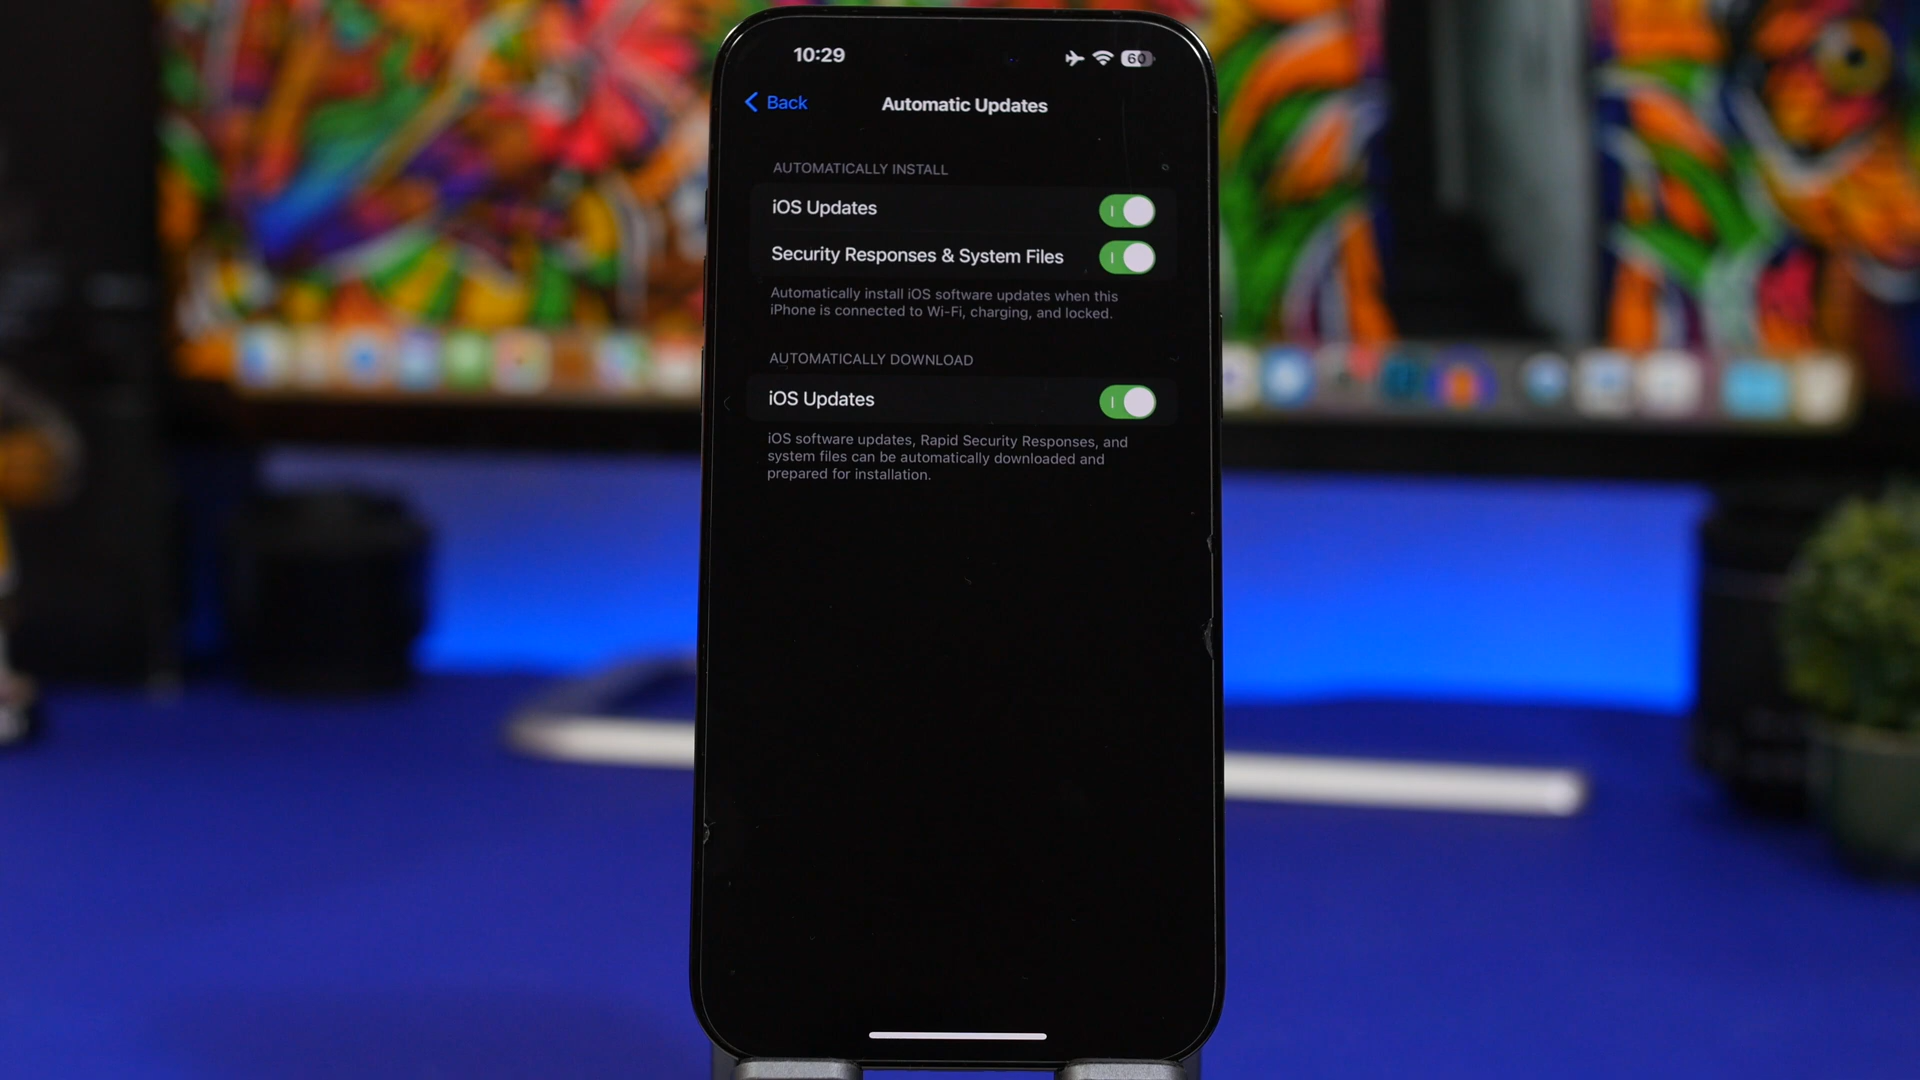 10:29
60
Back
Automatic Updates
AUTOMATICALLY INSTALL
iOS Updates
Security Responses & System Files
Automatically install iOS software updates when this
iPhone is connected to Wi-Fi, charging, and locked.
AUTOMATICALLY DOWNLOAD
iOS Updates
iOS software updates, Rapid Security Responses, and
system files can be automatically downloaded and
prepared for installation.